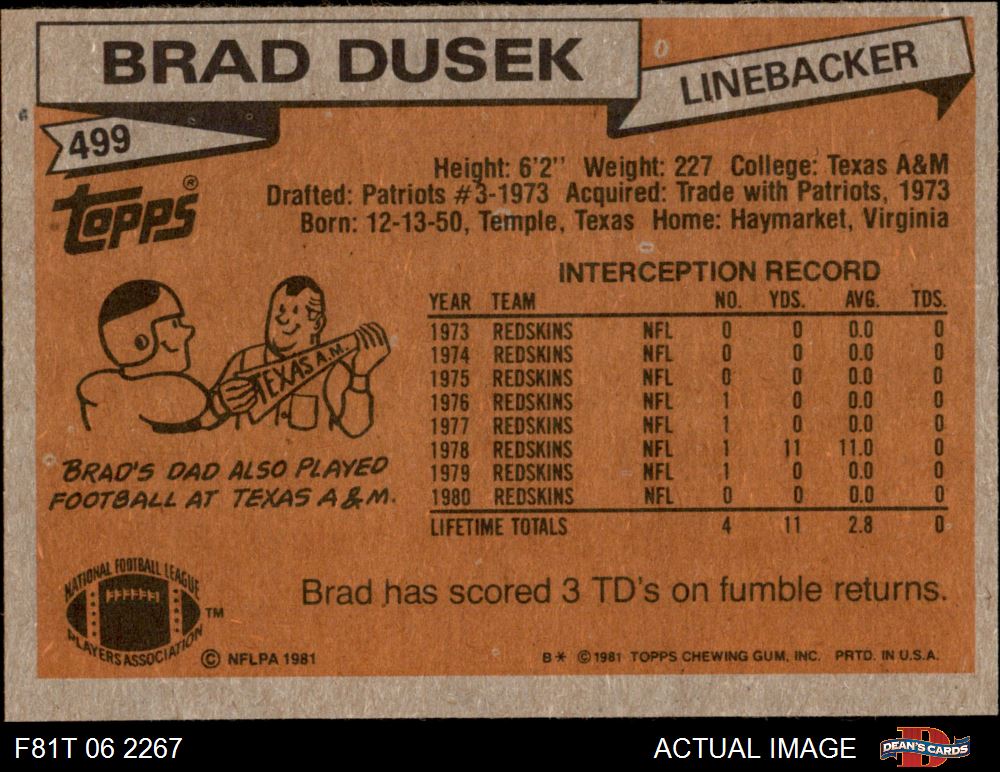 BRAD DUSEK
LINEBACKER
499
TOPPS®
Height: 6'2'' Weight: 227 College: Texas A&M
Drafted: Patriots #3-1973 Acquired: Trade with Patriots, 1973
Born: 12-13-50, Temple, Texas Home: Haymarket, Virginia
INTERCEPTION RECORD
YEAR TEAM NO. YDS. AVG. TDS.
1973 REDSKINS NFL 0 0 0.0 0
1974 REDSKINS NFL 0 0 0.0 0
1975 REDSKINS NFL 0 0 0.0 0
1976 REDSKINS NFL 1 0 0.0 0
1977 REDSKINS NFL 1 0 0.0 0
1978 REDSKINS NFL 1 11 11.0 0
1979 REDSKINS NFL 1 0 0.0 0
1980 REDSKINS NFL 0 0 0.0 0
LIFETIME TOTALS 4 11 2.8 0
TEXAS A.M.
BRAD'S DAD ALSO PLAYED
FOOTBALL AT TEXAS A & M.
Brad has scored 3 TD's on fumble returns.
NATIONAL FOOTBALL LEAGUE
PLAYERS ASSOCIATION
TM
© NFLPA 1981
B* © 1981 TOPPS CHEWING GUM, INC. PRTD. IN U.S.A.
F81T 06 2267
ACTUAL IMAGE
D
DEAN'S CARDS